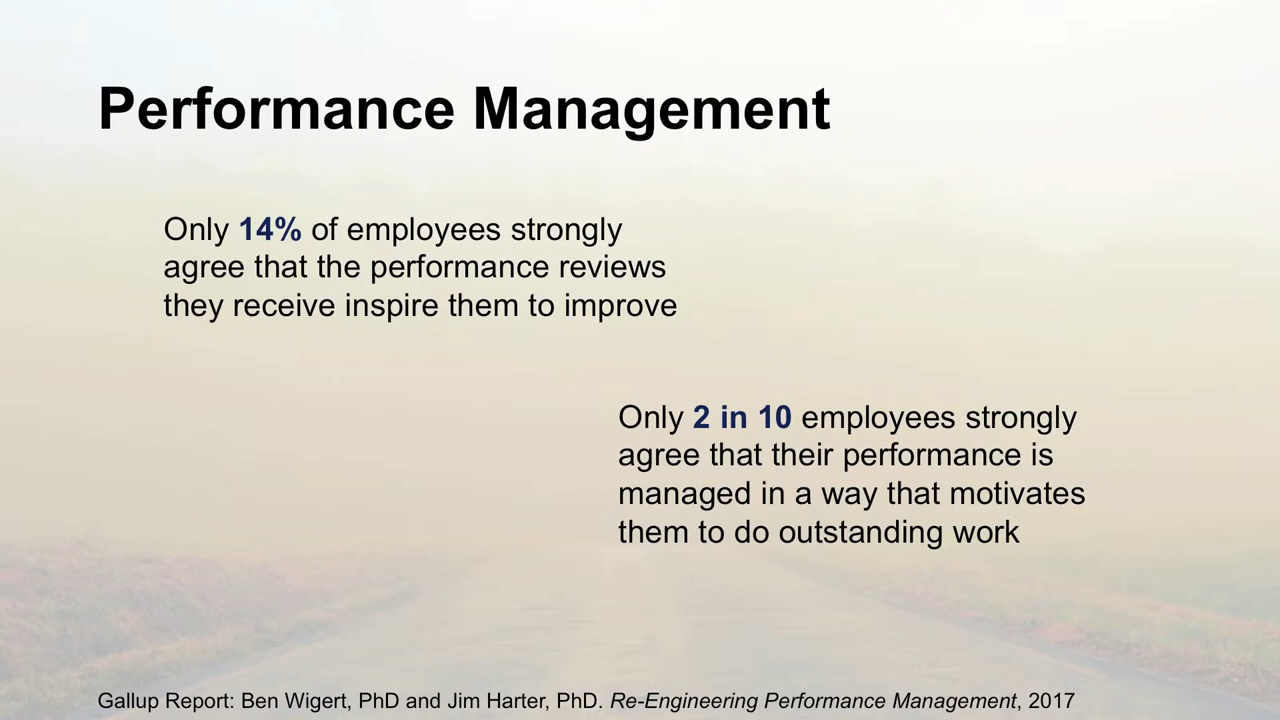 Performance Management
Only 14% of employees strongly
agree that the performance reviews
they receive inspire them to improve
Only 2 in 10 employees strongly
agree that their performance is
managed in a way that motivates
them to do outstanding work
Gallup Report: Ben Wigert, PhD and Jim Harter, PhD. Re-Engineering Performance Management, 2017